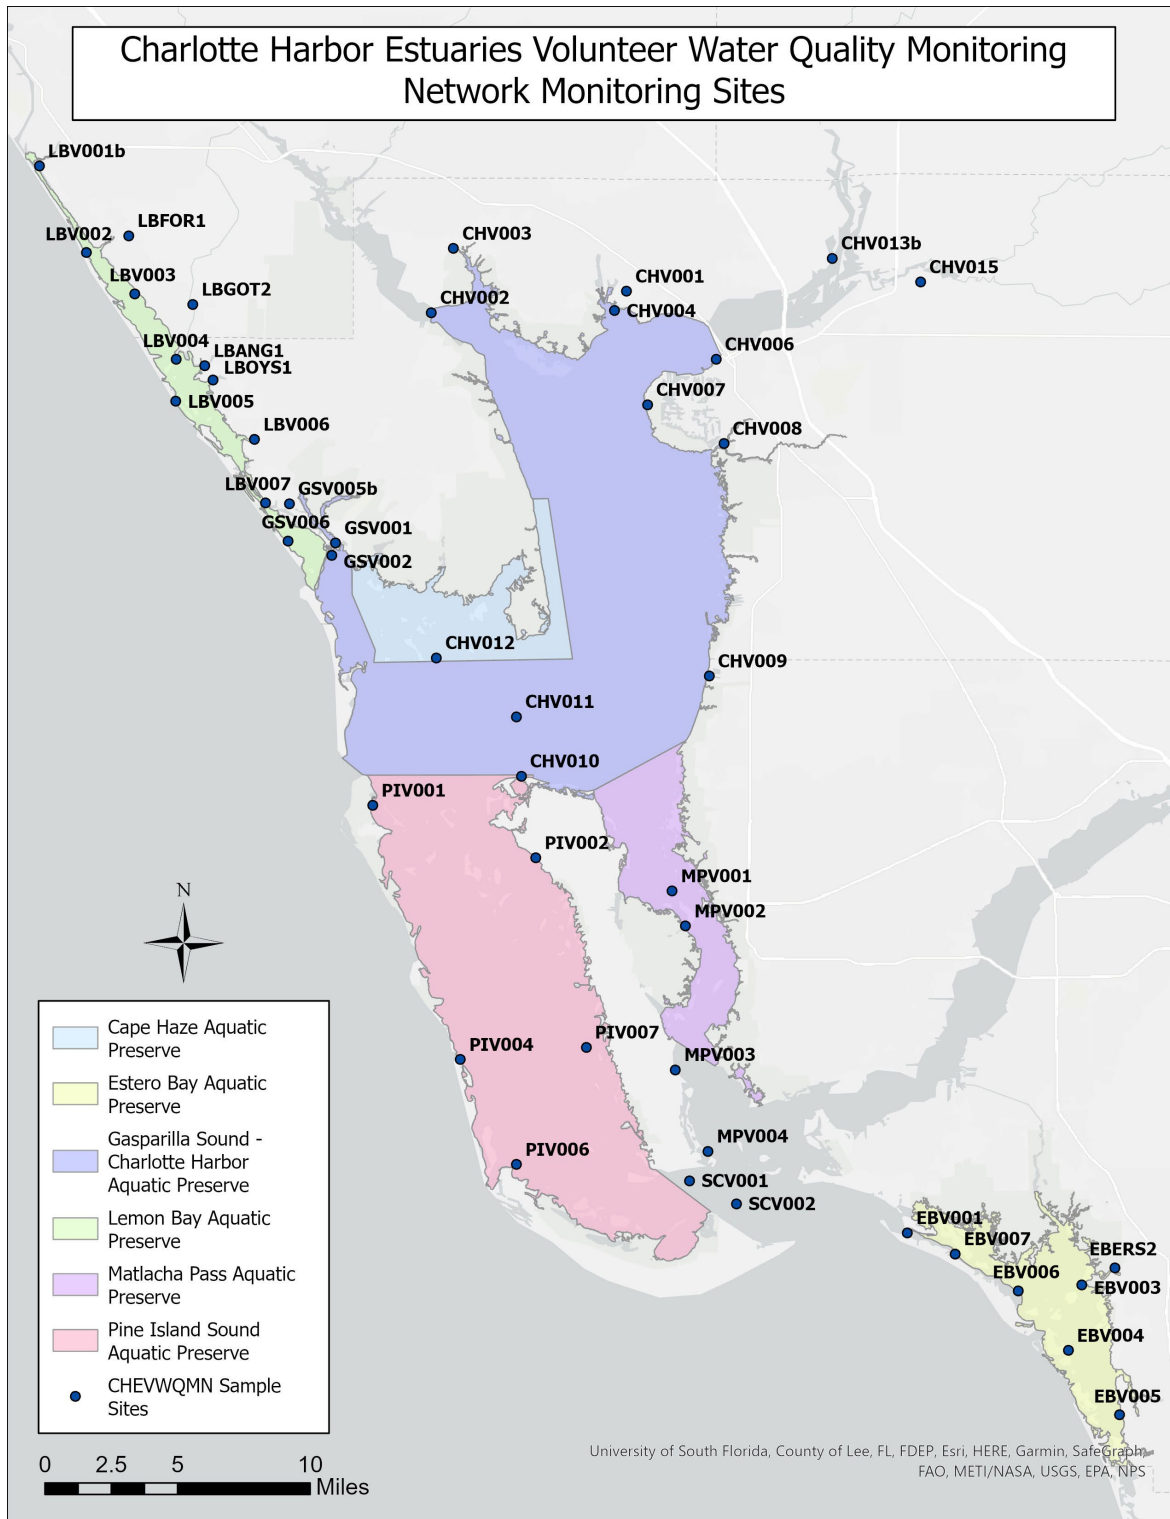 Charlotte Harbor Estuaries Volunteer Water Quality Monitoring
Network Monitoring Sites
LBV001b
LBFOR1
LBV002
CHV003
CHV013b
CHV015
LBV003
LBGOT2
CHV001
CHV002
CHV004
LBV004
LBANG1
LBOYS1
CHV006
LBV005
CHV007
LBV006
CHV008
LBV007
GSV005b
GSV006
GSV001
GSV002
CHV012
CHV009
CHV011
CHV010
PIV001
PIV002
MPV001
MPV002
N
PIV007
PIV004
MPV003
MPV004
PIV006
SCV001
SCV002
EBV001
EBV007
EBERS2
EBV006
EBV003
EBV004
EBV005
Cape Haze Aquatic
Preserve
Estero Bay Aquatic
Preserve
Gasparilla Sound -
Charlotte Harbor
Aquatic Preserve
Lemon Bay Aquatic
Preserve
Matlacha Pass Aquatic
Preserve
Pine Island Sound
Aquatic Preserve
CHEVWQMN Sample
Sites
0 2.5 5 10
Miles
University of South Florida, County of Lee, FL, FDEP, Esri, HERE, Garmin, SafeGraph,
FAO, METI/NASA, USGS, EPA, NPS